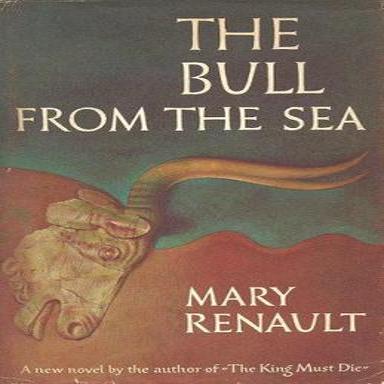 THE
BULL
FROM THE SEA
MARY
RENAULT
A new novel by the author of "The King Must Die"